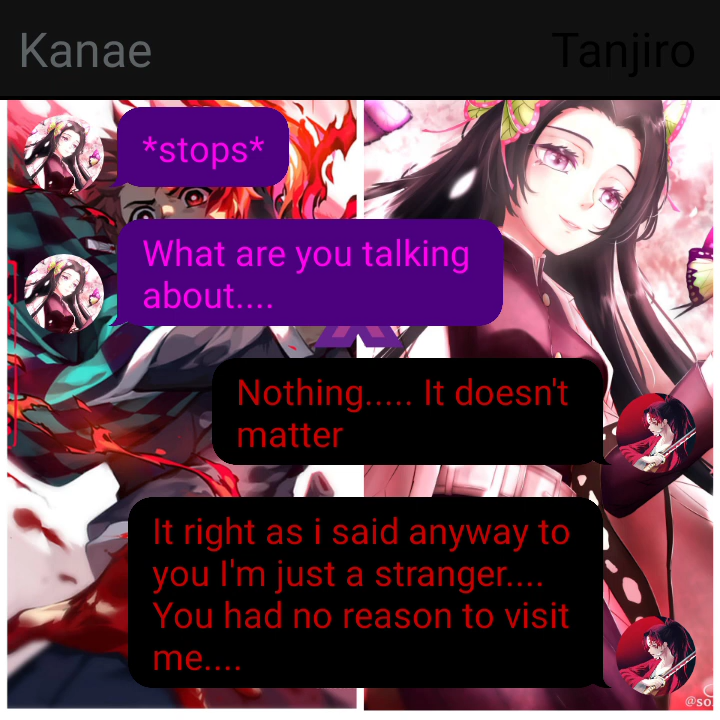 Kanae
Tanjiro
*stops*
What are you talking
about....
Nothing..... It doesn't
matter
It right as i said anyway to
you I'm just a stranger....
You had no reason to visit
me....